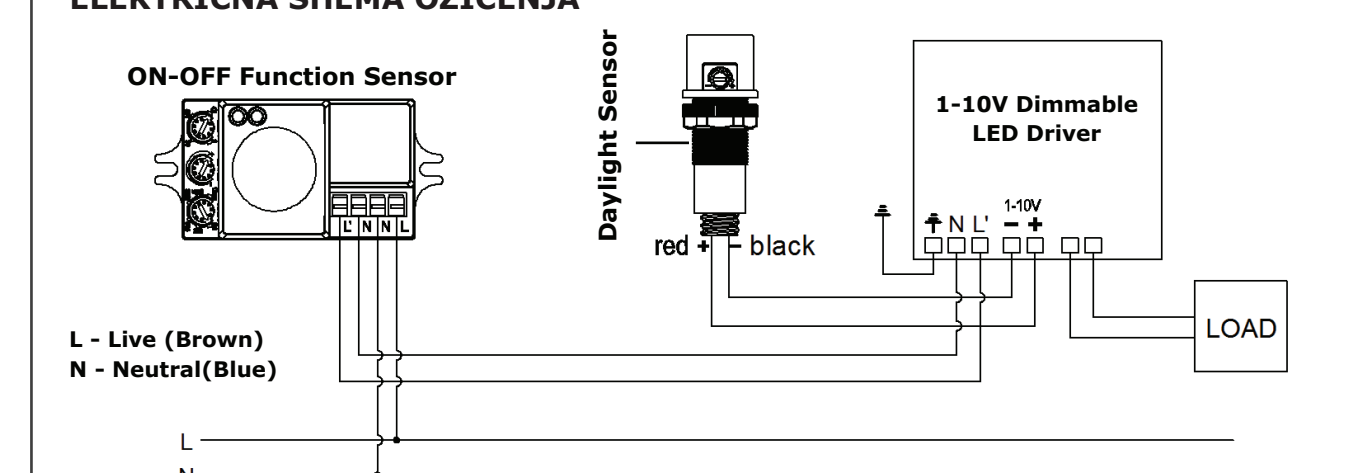 ELEKTRIČNA SHEMA OŽIČENJA
ON-OFF Function Sensor
L' N N L
Daylight Sensor
red + - black
1-10V Dimmable
LED Driver
1-10V
N L' - +
LOAD
L - Live (Brown)
N - Neutral(Blue)
L
N